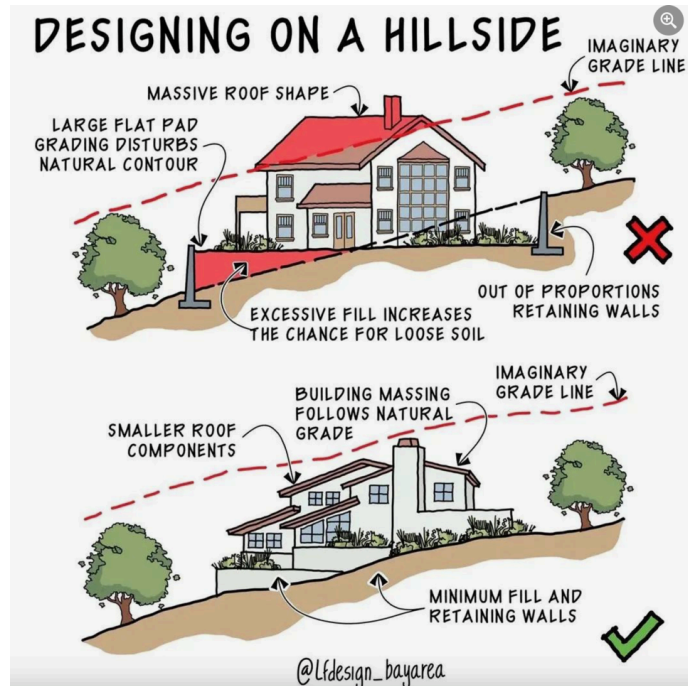 DESIGNING ON A HILLSIDE
IMAGINARY
GRADE LINE
MASSIVE ROOF SHAPE
LARGE FLAT PAD
GRADING DISTURBS
NATURAL CONTOUR
OUT OF PROPORTIONS
RETAINING WALLS
EXCESSIVE FILL INCREASES
THE CHANCE FOR LOOSE SOIL
IMAGINARY
GRADE LINE
BUILDING MASSING
FOLLOWS NATURAL
GRADE
SMALLER ROOF
COMPONENTS
MINIMUM FILL AND
RETAINING WALLS
@Lfdesign_bayarea